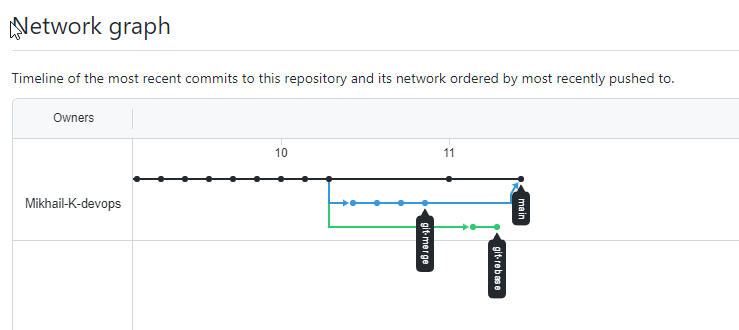 Network graph
Timeline of the most recent commits to this repository and its network ordered by most recently pushed to.
Owners
10
11
Mikhail-K-devops
main
git-merge
git-rebase